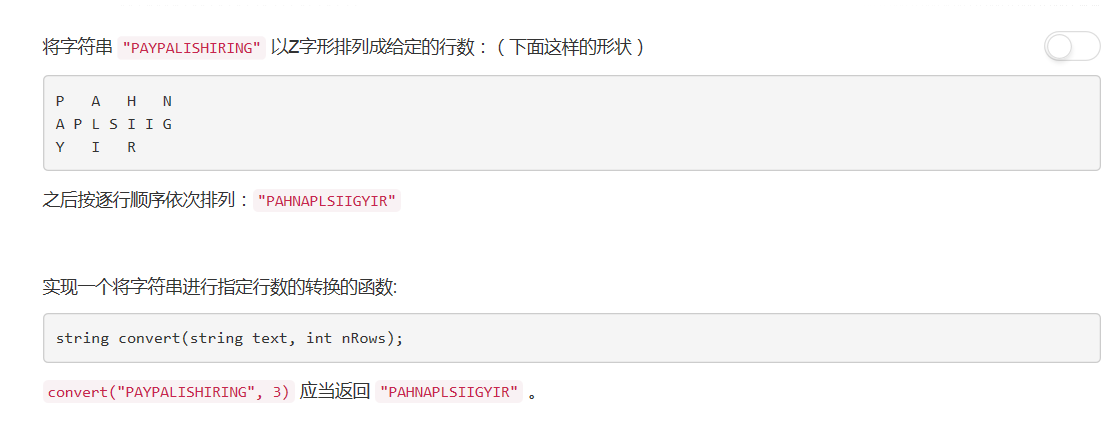 将字符串 "PAYPALISHIRING" 以Z字形排列成给定的行数：（下面这样的形状）
P   A   H   N
A P L S I I G
Y   I   R
之后按逐行顺序依次排列："PAHNAPLSIIGYIR"
实现一个将字符串进行指定行数的转换的函数:
string convert(string text, int nRows);
convert("PAYPALISHIRING", 3) 应当返回 "PAHNAPLSIIGYIR" 。